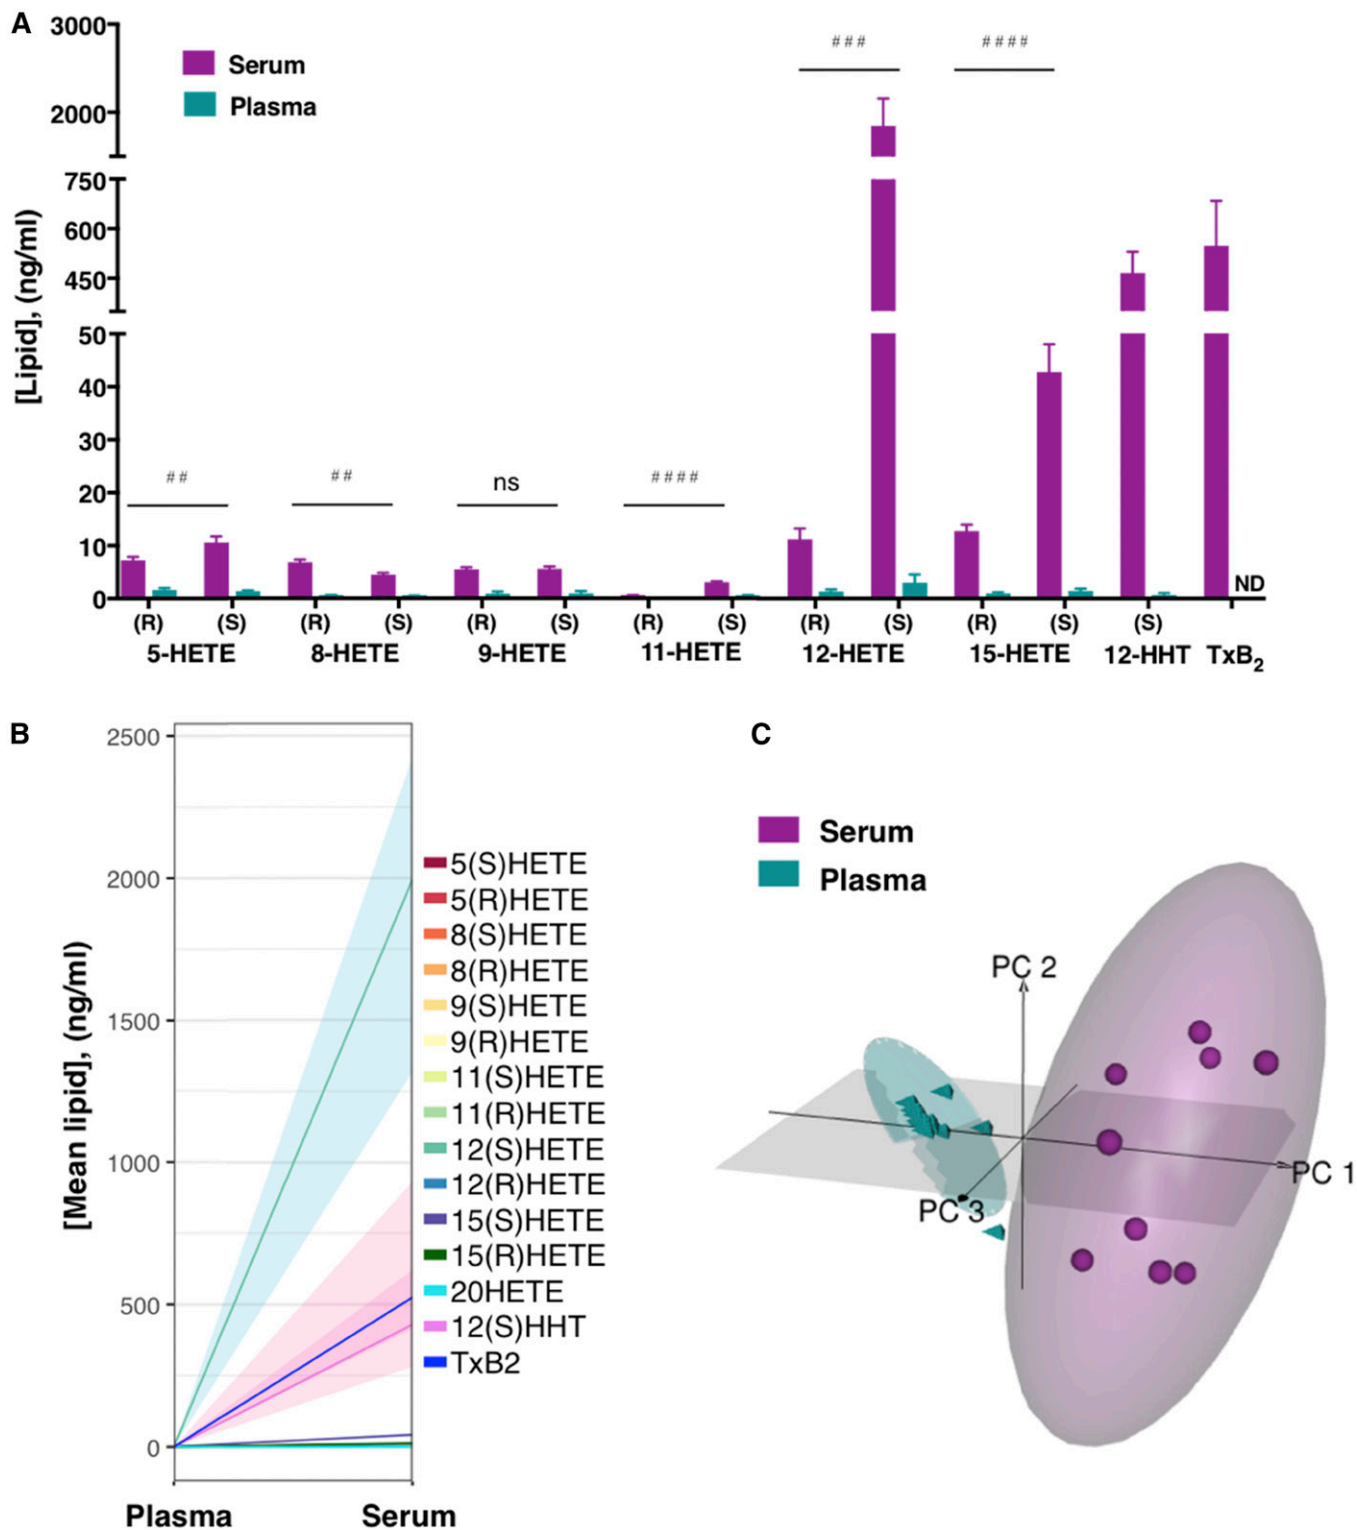 A
3000
2000
750
600
450
50
40
30
20
10
0
[Lipid], (ng/ml)
Serum
Plasma
##
##
ns
####
###
####
ND
(R) (S) (R) (S) (R) (S) (R) (S) (R) (S) (R) (S) (S)
5-HETE 8-HETE 9-HETE 11-HETE 12-HETE 15-HETE 12-HHT TxB2
B
2500
2000
1500
1000
500
0
[Mean lipid], (ng/ml)
Plasma Serum
5(S)HETE
5(R)HETE
8(S)HETE
8(R)HETE
9(S)HETE
9(R)HETE
11(S)HETE
11(R)HETE
12(S)HETE
12(R)HETE
15(S)HETE
15(R)HETE
20HETE
12(S)HHT
TxB2
C
Serum
Plasma
PC 2
PC 1
PC 3